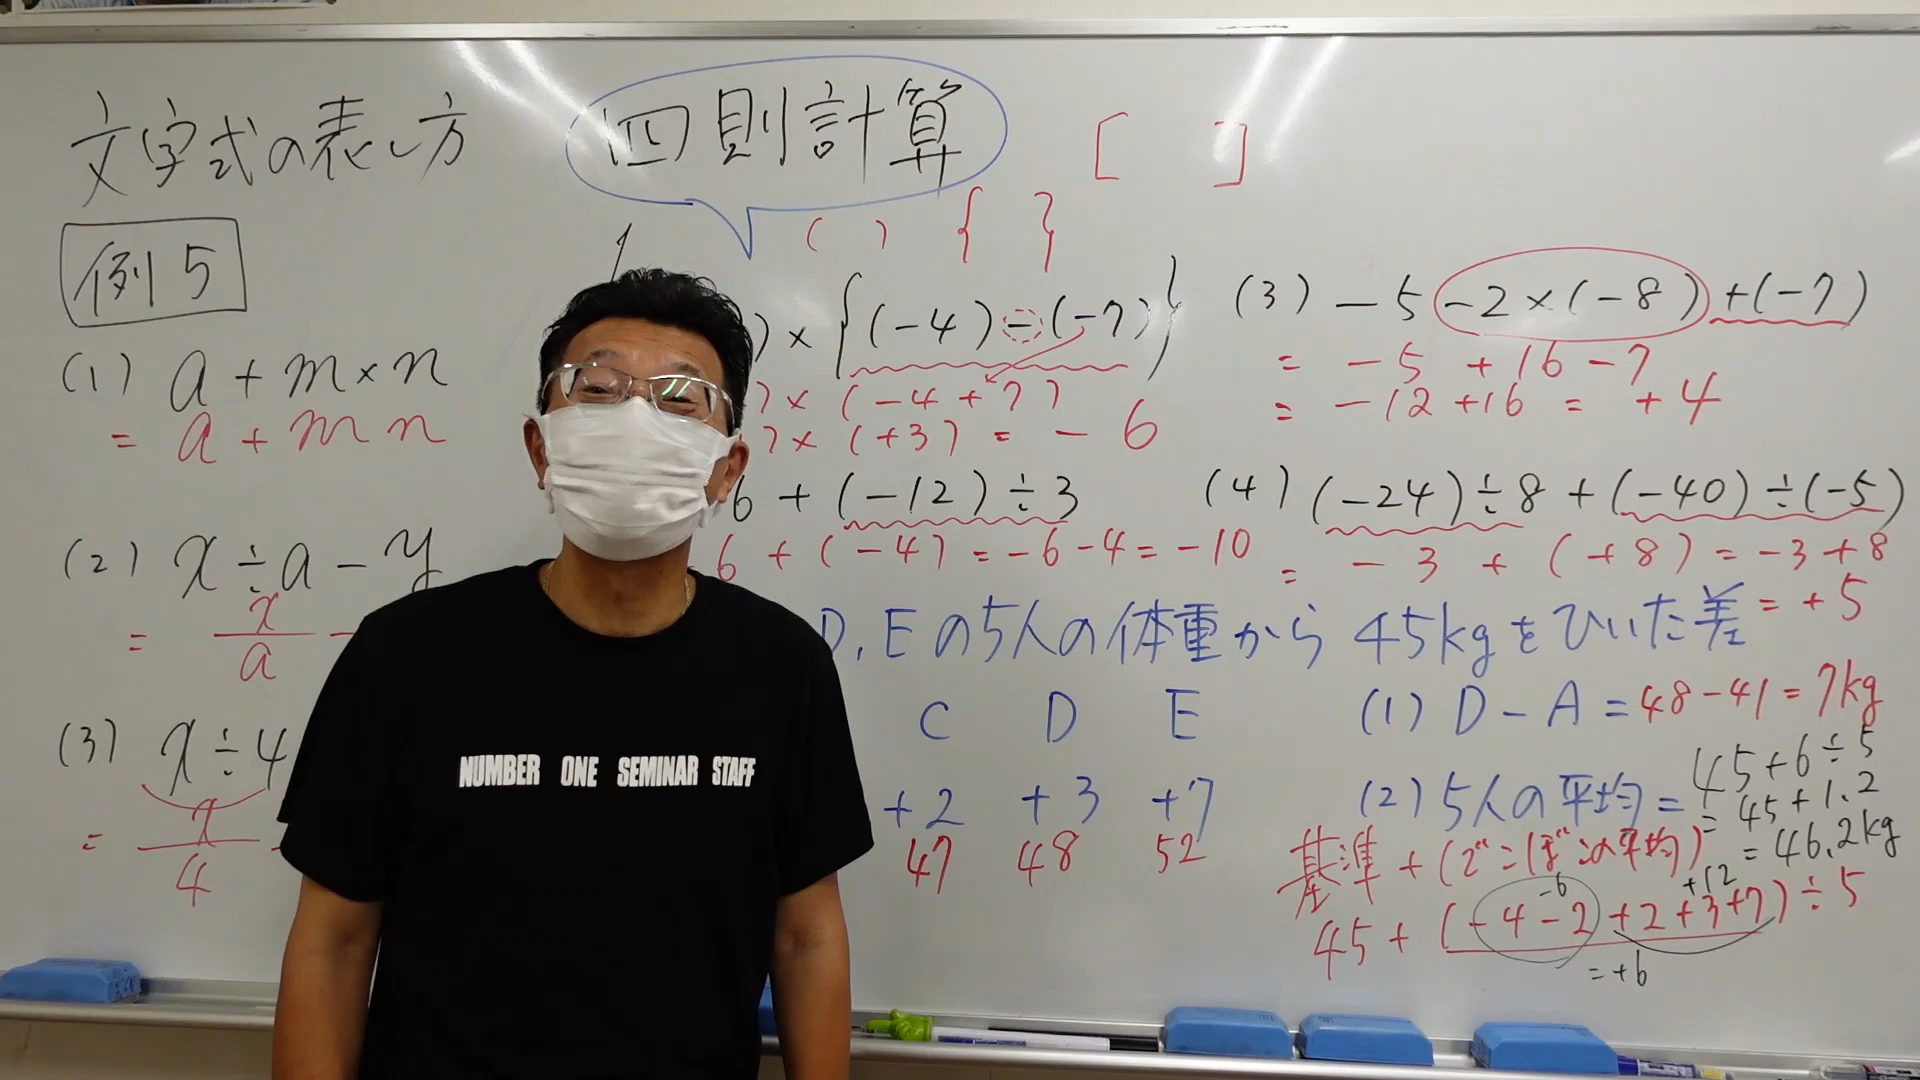 文字式の表し方
四則計算
[ ]
( ) { }
例5
(1) a + m × n
= a + m n
(2) x ÷ a − y
= x/a −
(3) x ÷ 4
= x/4
) × { (−4) − (−7) }
) × (−4 + 7)
) × (+3) = − 6
6 + (−12) ÷ 3
6 + (−4) = −6 − 4 = −10
(3) − 5 − 2 × (−8) + (−7)
= − 5 + 16 − 7
= − 12 + 16 = + 4
(4) (−24) ÷ 8 + (−40) ÷ (−5)
= − 3 + (+8) = −3 + 8
= + 5
D, Eの5人の体重から 45kgをひいた差
C D E
+2 +3 +7
47 48 52
(1) D − A = 48 − 41 = 7kg
(2) 5人の平均 = 45 + 6 ÷ 5
= 45 + 1.2
= 46.2kg
基準 + (でこぼこの平均)
−6 +12
45 + (−4 − 2 + 2 + 3 + 7) ÷ 5
= +6
NUMBER ONE SEMINAR STAFF